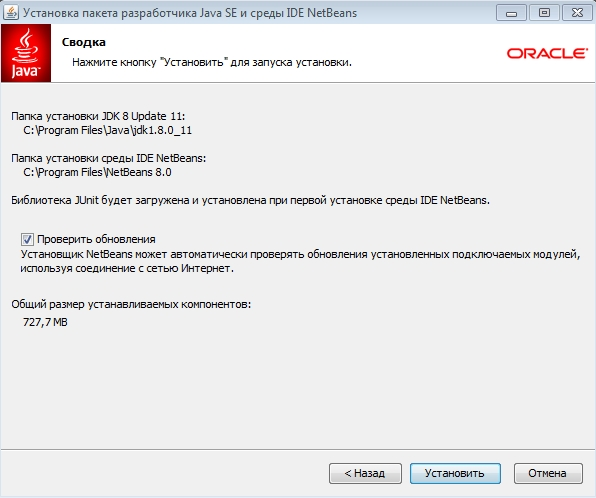 Установка пакета разработчика Java SE и среды IDE NetBeans
Сводка
Нажмите кнопку "Установить" для запуска установки.
Java
ORACLE
Папка установки JDK 8 Update 11:
C:\Program Files\Java\jdk1.8.0_11
Папка установки среды IDE NetBeans:
C:\Program Files\NetBeans 8.0
Библиотека JUnit будет загружена и установлена при первой установке среды IDE NetBeans.
Проверить обновления
Установщик NetBeans может автоматически проверять обновления установленных подключаемых модулей,
используя соединение с сетью Интернет.
Общий размер устанавливаемых компонентов:
727,7 MB
< Назад
Установить
Отмена